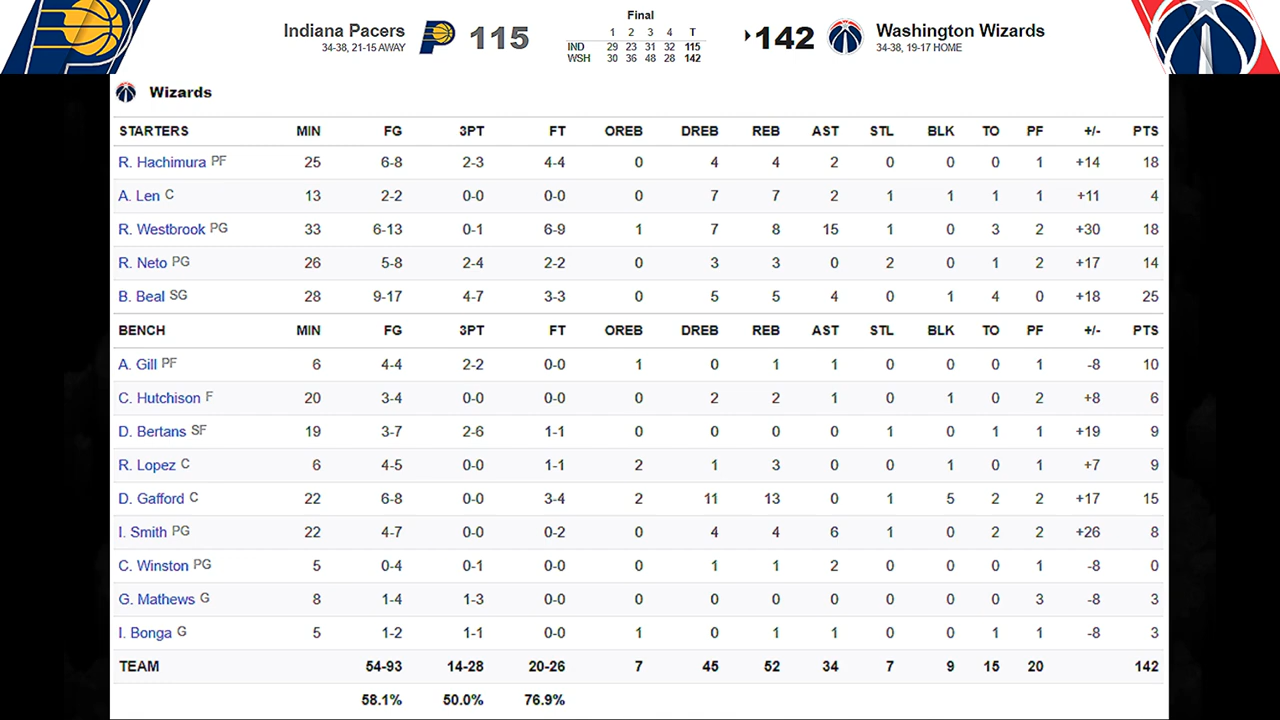 Final
Indiana Pacers 115 142 Washington Wizards
34-38, 21-15 AWAY 34-38, 19-17 HOME
1 2 3 4 T
IND 29 23 31 32 115
WSH 30 36 48 28 142
Wizards
STARTERS MIN FG 3PT FT OREB DREB REB AST STL BLK TO PF +/- PTS
R. Hachimura PF 25 6-8 2-3 4-4 0 4 4 2 0 0 0 1 +14 18
A. Len C 13 2-2 0-0 0-0 0 7 7 2 1 1 1 1 +11 4
R. Westbrook PG 33 6-13 0-1 6-9 1 7 8 15 1 0 3 2 +30 18
R. Neto PG 26 5-8 2-4 2-2 0 3 3 0 2 0 1 2 +17 14
B. Beal SG 28 9-17 4-7 3-3 0 5 5 4 0 1 4 0 +18 25
BENCH MIN FG 3PT FT OREB DREB REB AST STL BLK TO PF +/- PTS
A. Gill PF 6 4-4 2-2 0-0 1 0 1 1 0 0 0 1 -8 10
C. Hutchison F 20 3-4 0-0 0-0 0 2 2 1 0 1 0 2 +8 6
D. Bertans SF 19 3-7 2-6 1-1 0 0 0 0 1 0 1 1 +19 9
R. Lopez C 6 4-5 0-0 1-1 2 1 3 0 0 1 0 1 +7 9
D. Gafford C 22 6-8 0-0 3-4 2 11 13 0 1 5 2 2 +17 15
I. Smith PG 22 4-7 0-0 0-2 0 4 4 6 1 0 2 2 +26 8
C. Winston PG 5 0-4 0-1 0-0 0 1 1 2 0 0 0 1 -8 0
G. Mathews G 8 1-4 1-3 0-0 0 0 0 0 0 0 0 3 -8 3
I. Bonga G 5 1-2 1-1 0-0 1 0 1 1 0 0 1 1 -8 3
TEAM 54-93 14-28 20-26 7 45 52 34 7 9 15 20 142
58.1% 50.0% 76.9%